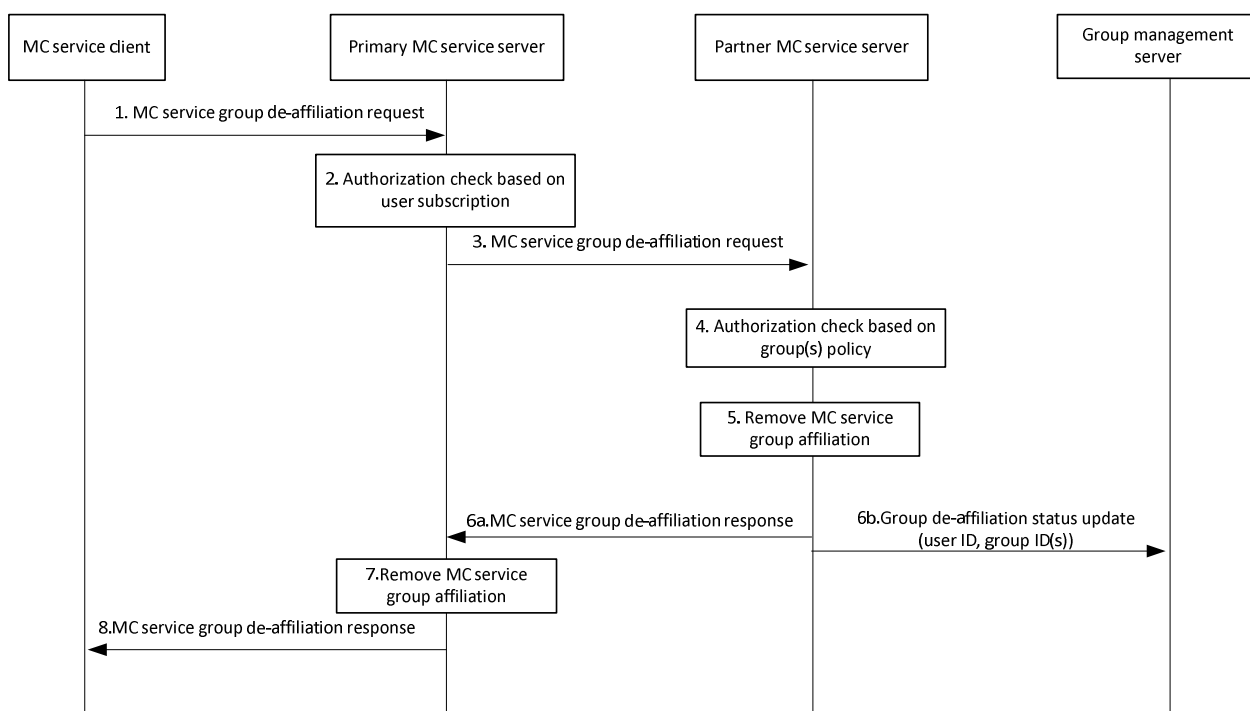 MC service client
Primary MC service server
Partner MC service server
Group management
server
1. MC service group de-affiliation request
2. Authorization check based on
user subscription
3. MC service group de-affiliation request
4. Authorization check based on
group(s) policy
5. Remove MC service
group affiliation
6a.MC service group de-affiliation response
6b.Group de-affiliation status update
(user ID, group ID(s))
7.Remove MC service
group affiliation
8.MC service group de-affiliation response